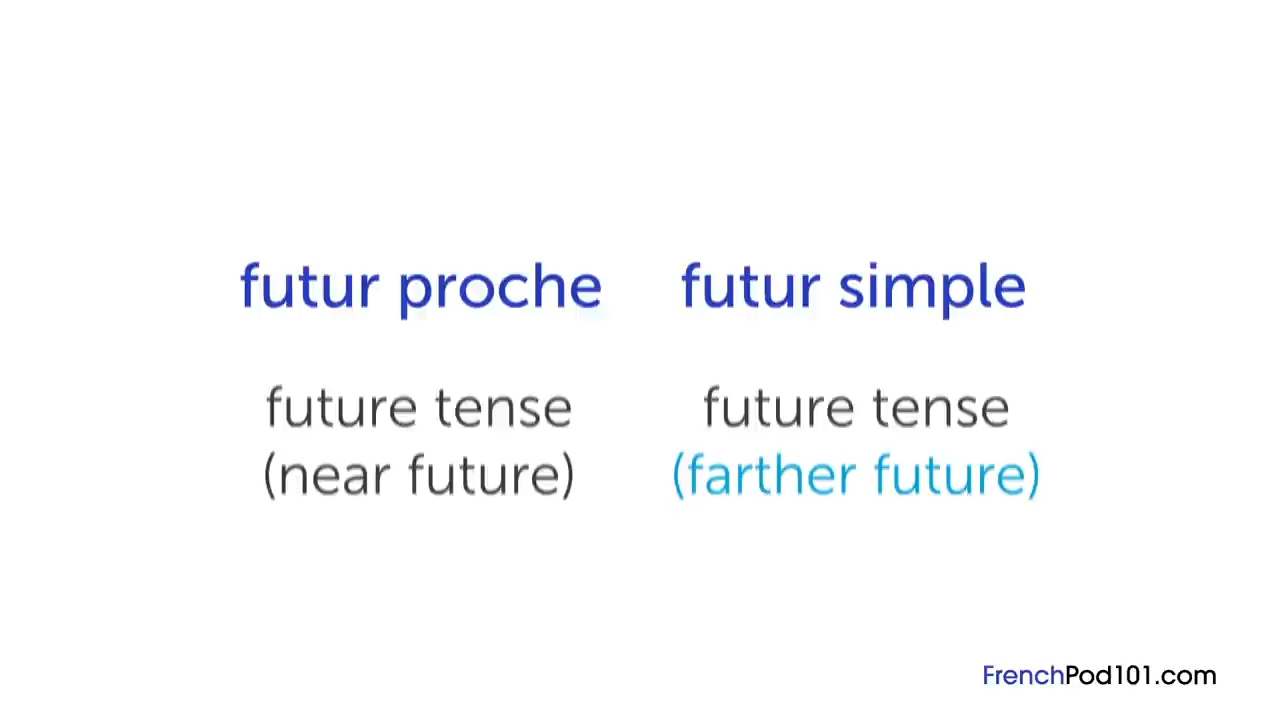 futur proche
futur simple
future tense
(near future)
future tense
(farther future)
FrenchPod101.com